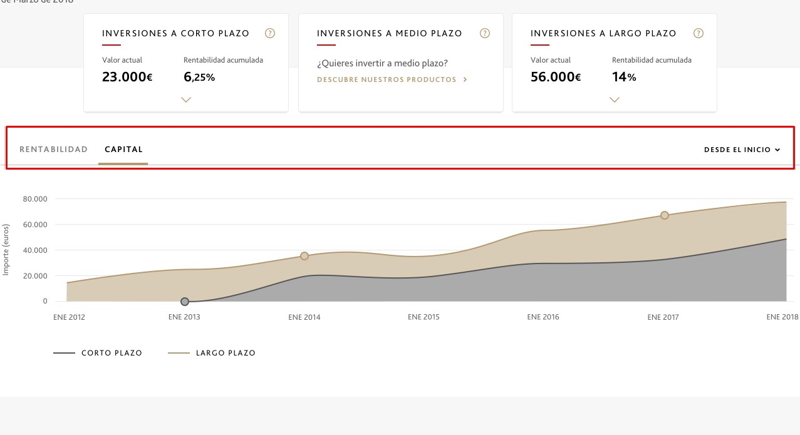 de Marzo de 2018
INVERSIONES A CORTO PLAZO ?
Valor actual Rentabilidad acumulada
23.000€ 6,25%
INVERSIONES A MEDIO PLAZO ?
¿Quieres invertir a medio plazo?
DESCUBRE NUESTROS PRODUCTOS >
INVERSIONES A LARGO PLAZO ?
Valor actual Rentabilidad acumulada
56.000€ 14%
RENTABILIDAD CAPITAL DESDE EL INICIO
Importe (euros)
80.000
60.000
40.000
20.000
0
ENE 2012 ENE 2013 ENE 2014 ENE 2015 ENE 2016 ENE 2017 ENE 2018
CORTO PLAZO LARGO PLAZO